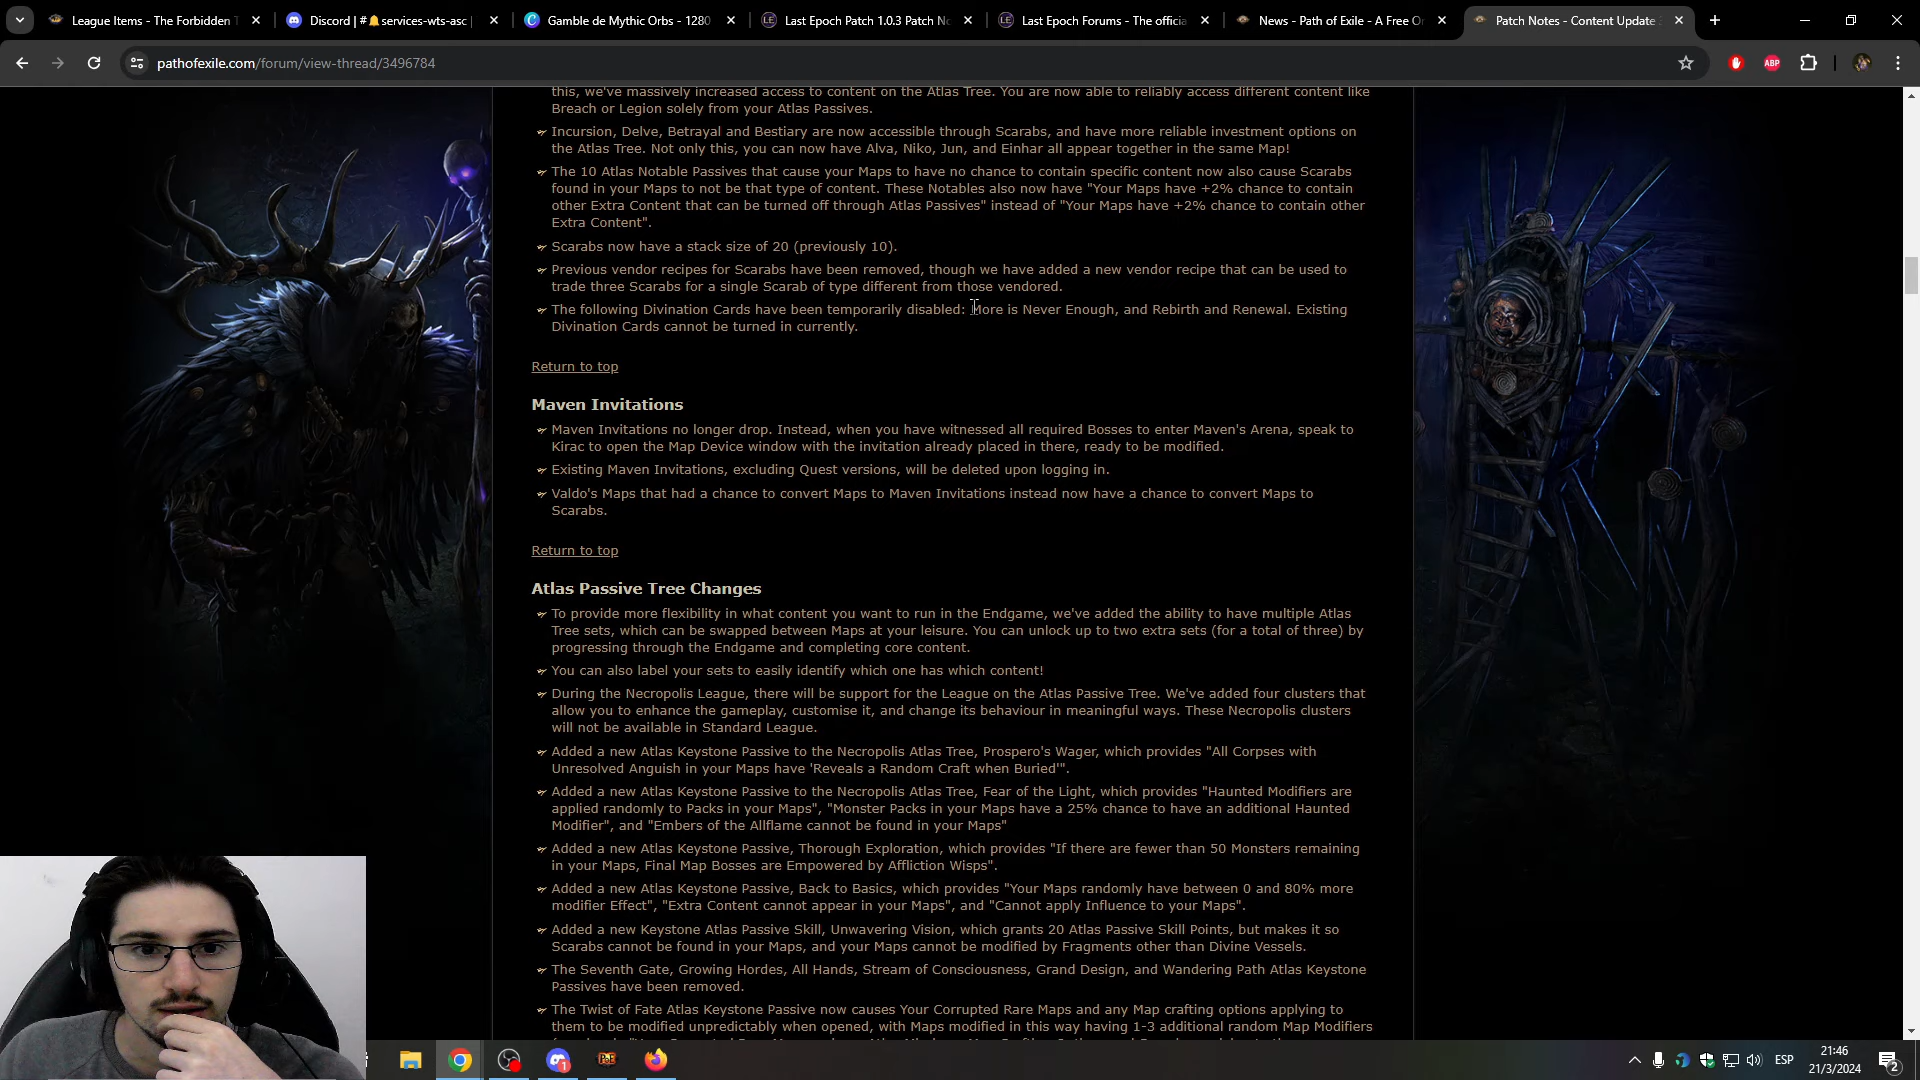 League Items - The Forbidden T
Discord | #🔔services-wts-asc |
Gamble de Mythic Orbs - 1280
Last Epoch Patch 1.0.3 Patch No
Last Epoch Forums - The officia
News - Path of Exile - A Free On
Patch Notes - Content Update 3
pathofexile.com/forum/view-thread/3496784
ABP
this, we've massively increased access to content on the Atlas Tree. You are now able to reliably access different content like
Breach or Legion solely from your Atlas Passives.
Incursion, Delve, Betrayal and Bestiary are now accessible through Scarabs, and have more reliable investment options on
the Atlas Tree. Not only this, you can now have Alva, Niko, Jun, and Einhar all appear together in the same Map!
The 10 Atlas Notable Passives that cause your Maps to have no chance to contain specific content now also cause Scarabs
found in your Maps to not be that type of content. These Notables also now have "Your Maps have +2% chance to contain
other Extra Content that can be turned off through Atlas Passives" instead of "Your Maps have +2% chance to contain other
Extra Content".
Scarabs now have a stack size of 20 (previously 10).
Previous vendor recipes for Scarabs have been removed, though we have added a new vendor recipe that can be used to
trade three Scarabs for a single Scarab of type different from those vendored.
The following Divination Cards have been temporarily disabled: More is Never Enough, and Rebirth and Renewal. Existing
Divination Cards cannot be turned in currently.
Return to top
Maven Invitations
Maven Invitations no longer drop. Instead, when you have witnessed all required Bosses to enter Maven's Arena, speak to
Kirac to open the Map Device window with the invitation already placed in there, ready to be modified.
Existing Maven Invitations, excluding Quest versions, will be deleted upon logging in.
Valdo's Maps that had a chance to convert Maps to Maven Invitations instead now have a chance to convert Maps to
Scarabs.
Return to top
Atlas Passive Tree Changes
To provide more flexibility in what content you want to run in the Endgame, we've added the ability to have multiple Atlas
Tree sets, which can be swapped between Maps at your leisure. You can unlock up to two extra sets (for a total of three) by
progressing through the Endgame and completing core content.
You can also label your sets to easily identify which one has which content!
During the Necropolis League, there will be support for the League on the Atlas Passive Tree. We've added four clusters that
allow you to enhance the gameplay, customise it, and change its behaviour in meaningful ways. These Necropolis clusters
will not be available in Standard League.
Added a new Atlas Keystone Passive to the Necropolis Atlas Tree, Prospero's Wager, which provides "All Corpses with
Unresolved Anguish in your Maps have 'Reveals a Random Craft when Buried'".
Added a new Atlas Keystone Passive to the Necropolis Atlas Tree, Fear of the Light, which provides "Haunted Modifiers are
applied randomly to Packs in your Maps", "Monster Packs in your Maps have a 25% chance to have an additional Haunted
Modifier", and "Embers of the Allflame cannot be found in your Maps"
Added a new Atlas Keystone Passive, Thorough Exploration, which provides "If there are fewer than 50 Monsters remaining
in your Maps, Final Map Bosses are Empowered by Affliction Wisps".
Added a new Atlas Keystone Passive, Back to Basics, which provides "Your Maps randomly have between 0 and 80% more
modifier Effect", "Extra Content cannot appear in your Maps", and "Cannot apply Influence to your Maps".
Added a new Keystone Atlas Passive Skill, Unwavering Vision, which grants 20 Atlas Passive Skill Points, but makes it so
Scarabs cannot be found in your Maps, and your Maps cannot be modified by Fragments other than Divine Vessels.
The Seventh Gate, Growing Hordes, All Hands, Stream of Consciousness, Grand Design, and Wandering Path Atlas Keystone
Passives have been removed.
The Twist of Fate Atlas Keystone Passive now causes Your Corrupted Rare Maps and any Map crafting options applying to
them to be modified unpredictably when opened, with Maps modified in this way having 1-3 additional random Map Modifiers
ESP
21:46
21/3/2024
2